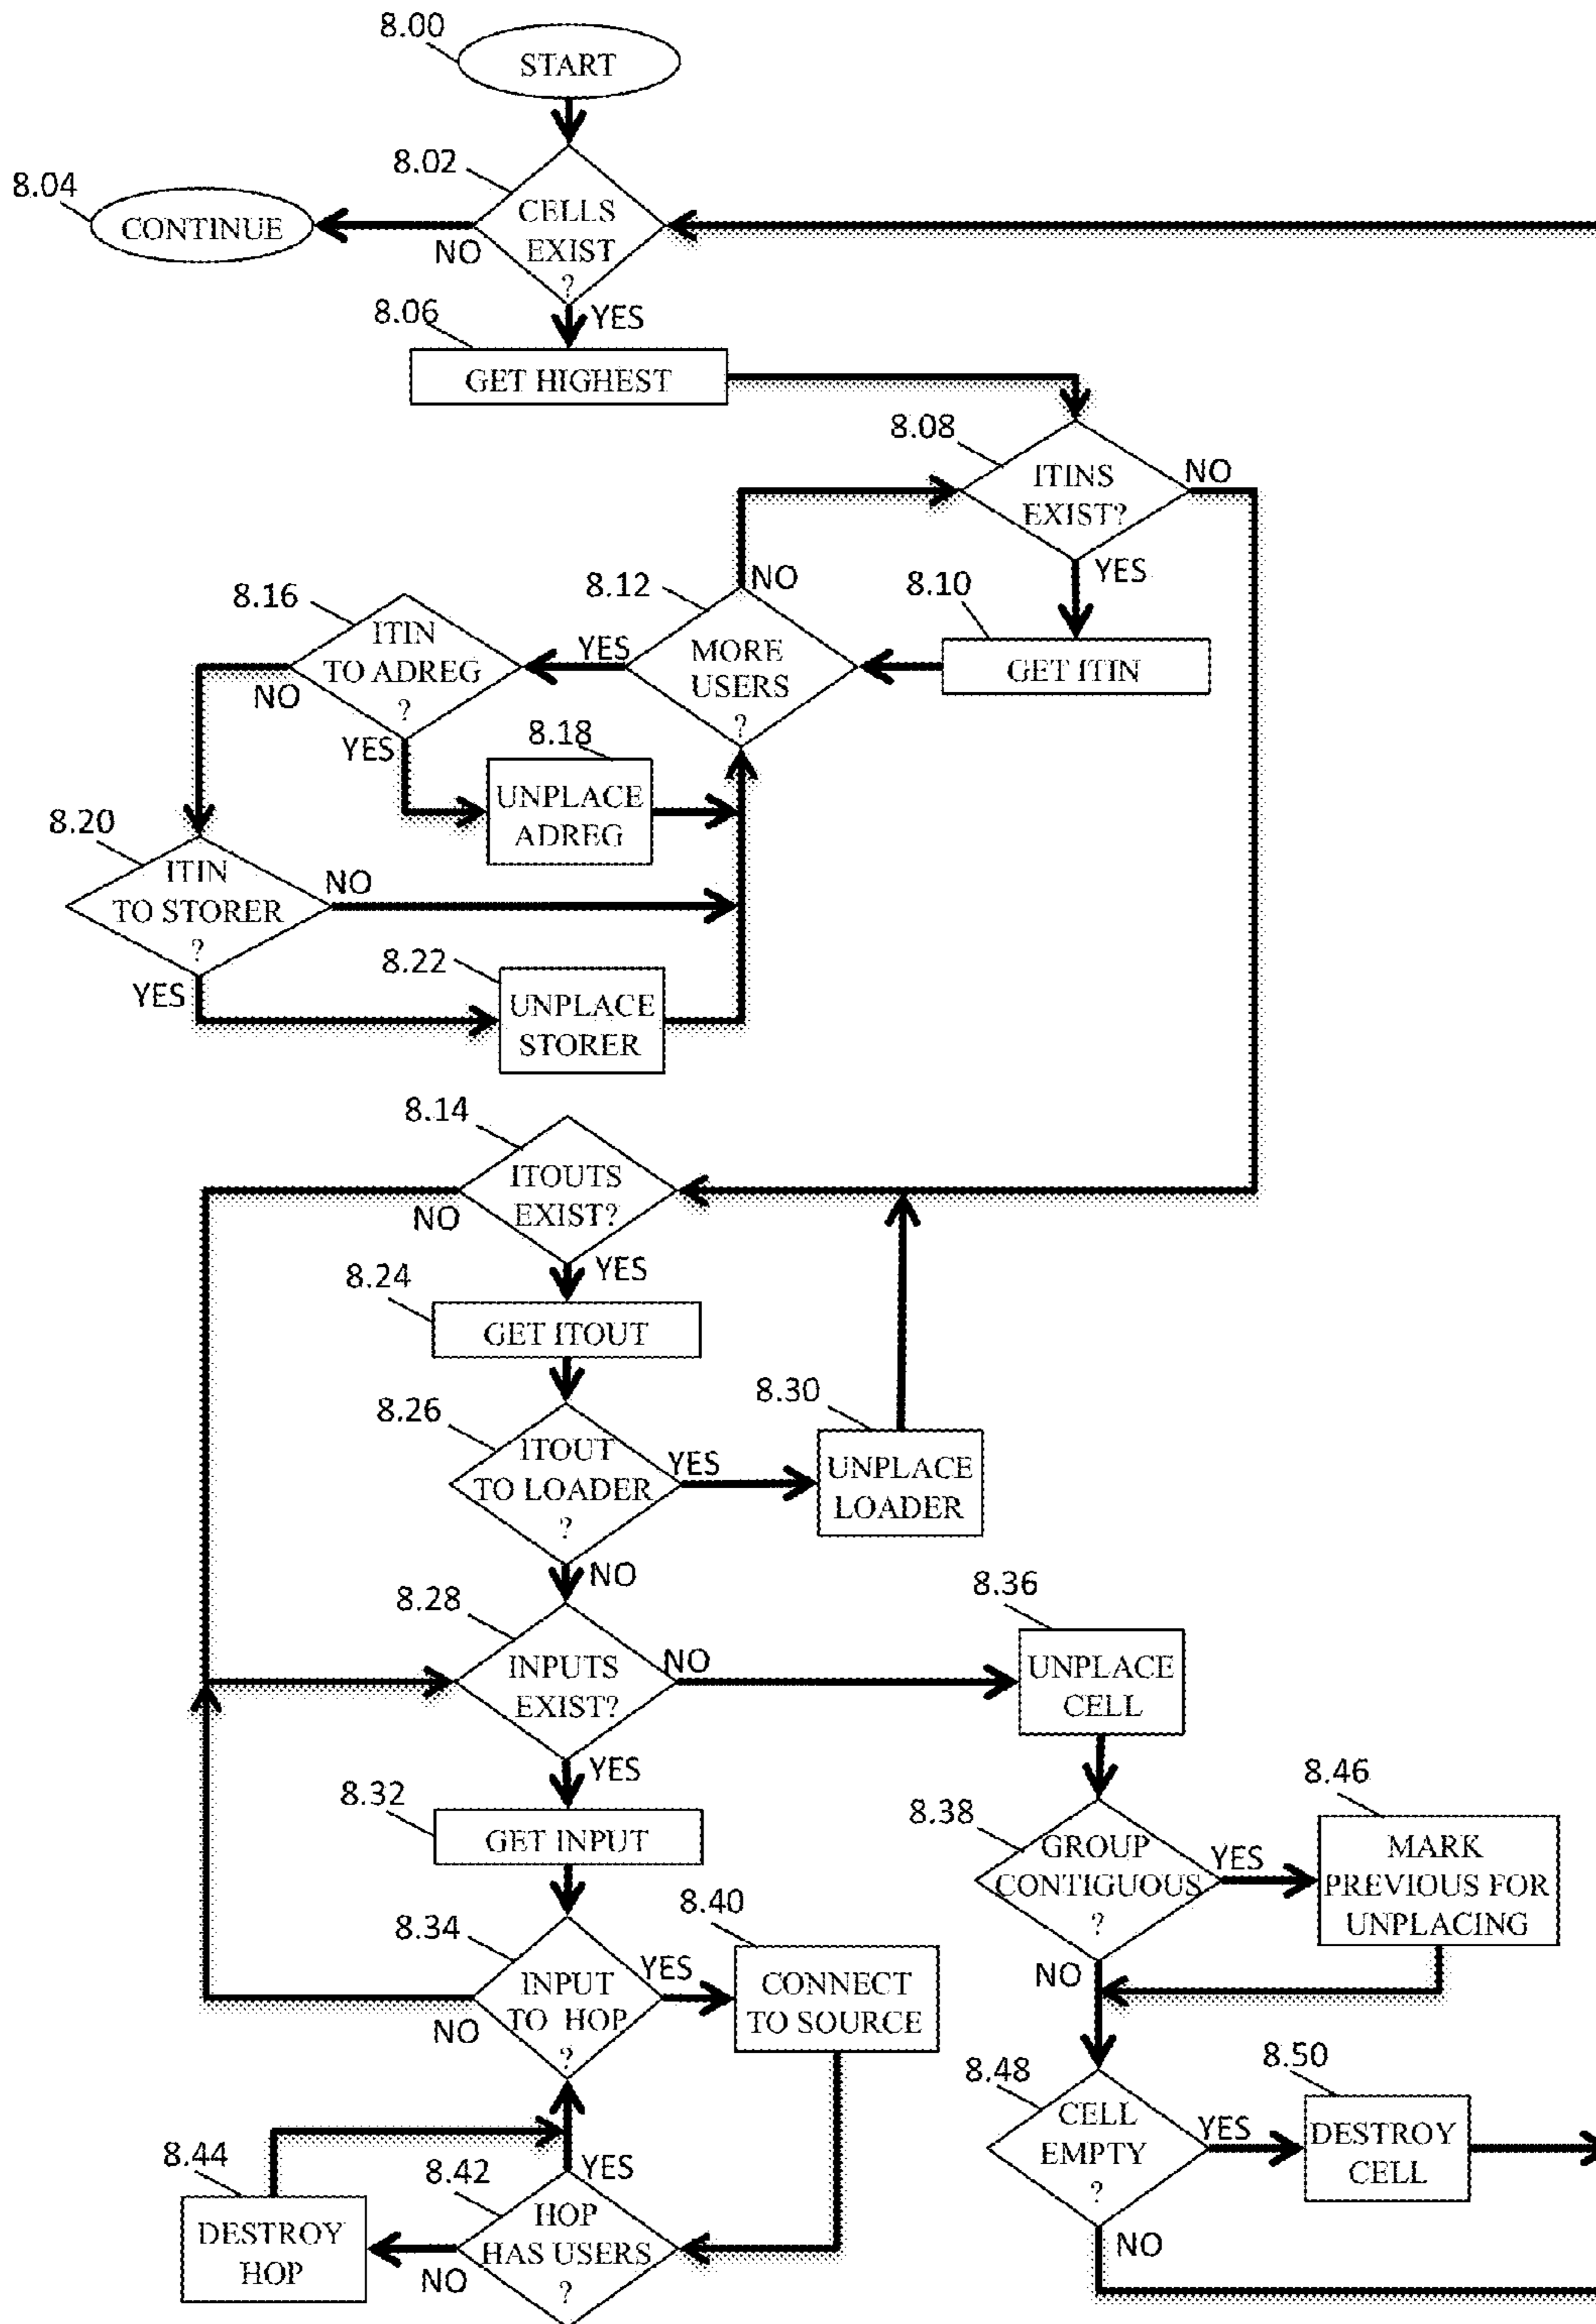 8.00
START
8.02
8.04
CELLS
EXIST
?
CONTINUE
NO
YES
8.06
GET HIGHEST
8.08
ITINS
EXIST?
NO
YES
8.10
GET ITIN
8.12
NO
MORE
USERS
?
YES
8.16
ITIN
TO ADREG
?
NO
YES
8.18
UNPLACE
ADREG
8.20
ITIN
TO STORER
?
NO
YES
8.22
UNPLACE
STORER
8.14
ITOUTS
EXIST?
NO
YES
8.24
GET ITOUT
8.26
ITOUT
TO LOADER
?
YES
8.30
UNPLACE
LOADER
NO
8.28
INPUTS
EXIST?
NO
8.36
UNPLACE
CELL
YES
8.32
GET INPUT
8.38
GROUP
CONTIGUOUS
?
YES
8.46
MARK
PREVIOUS FOR
UNPLACING
NO
8.34
INPUT
TO HOP
?
YES
NO
8.40
CONNECT
TO SOURCE
8.48
CELL
EMPTY
?
YES
8.50
DESTROY
CELL
NO
8.44
DESTROY
HOP
8.42
YES
HOP
HAS USERS
?
NO